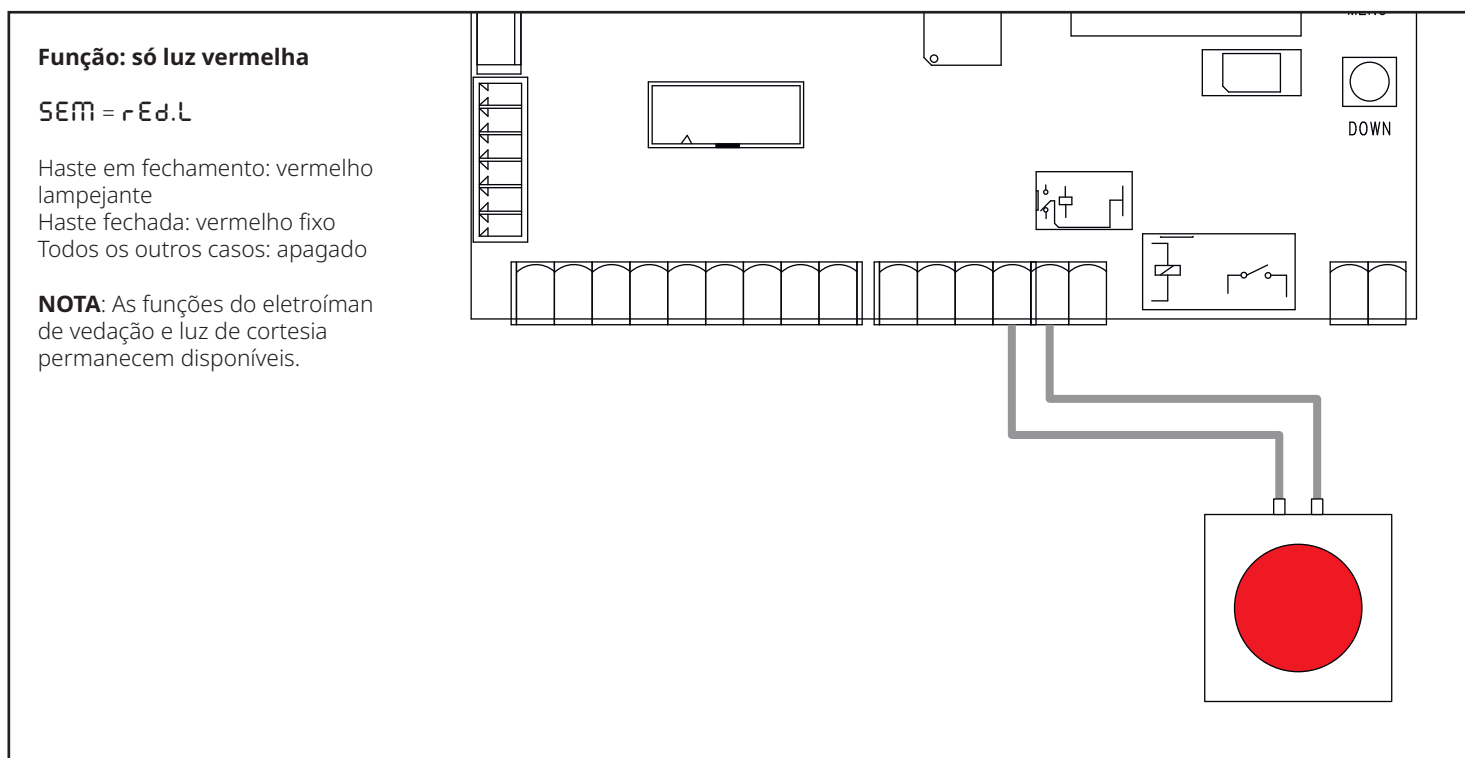 Função: só luz vermelha
SEM = rEd.L
Haste em fechamento: vermelho
lampejante
Haste fechada: vermelho fixo
Todos os outros casos: apagado
NOTA: As funções do eletroíman
de vedação e luz de cortesia
permanecem disponíveis.
DOWN